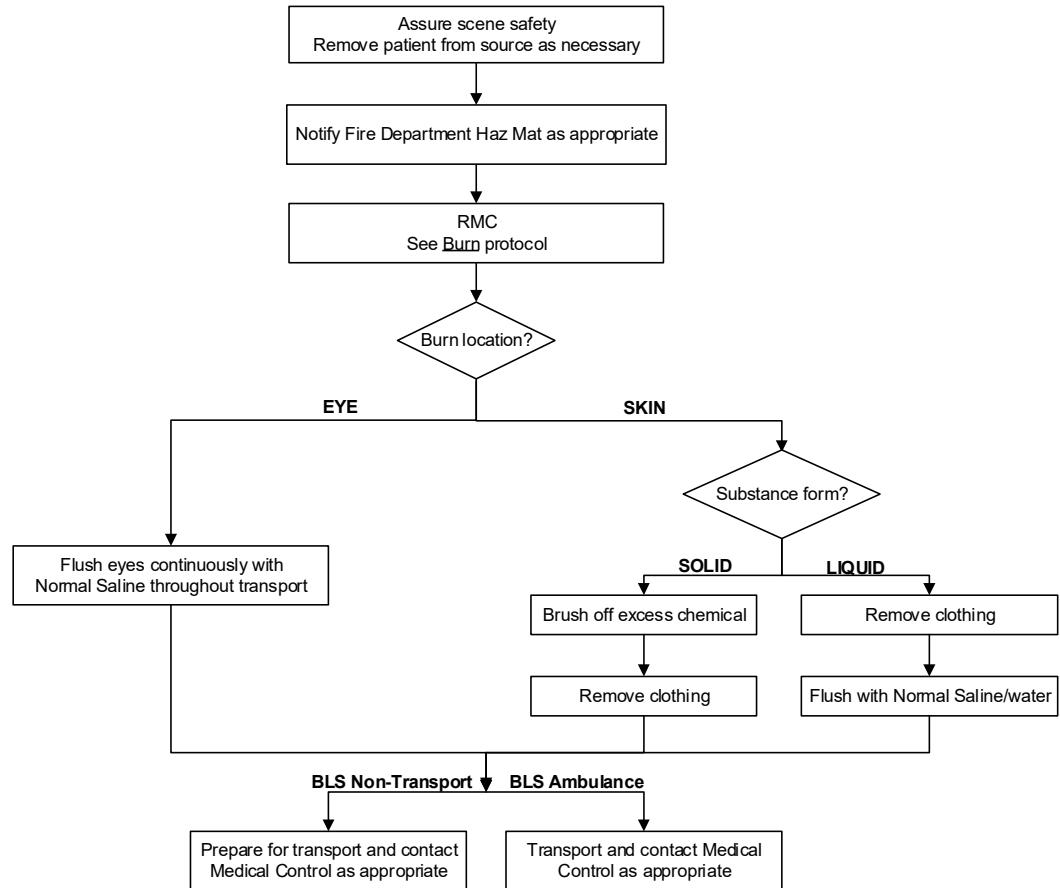 Assure scene safety
Remove patient from source as necessary
Notify Fire Department Haz Mat as appropriate
RMC
See Burn protocol
Burn location?
EYE
SKIN
Substance form?
Flush eyes continuously with
Normal Saline throughout transport
SOLID
LIQUID
Brush off excess chemical
Remove clothing
Remove clothing
Flush with Normal Saline/water
BLS Non-Transport
BLS Ambulance
Prepare for transport and contact
Medical Control as appropriate
Transport and contact Medical
Control as appropriate